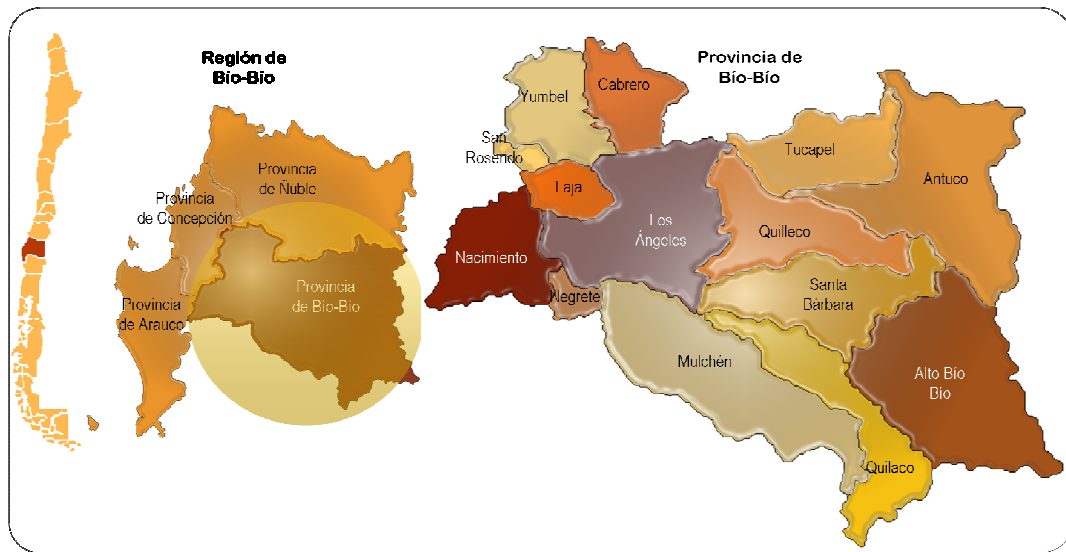 Región de
Bío-Bío
Provincia
de Ñuble
Provincia
de Concepción
Provincia
de Bío-Bío
Provincia
de Arauco
Provincia de
Bío-Bío
Yumbel
Cabrero
San
Rosendo
Laja
Tucapel
Antuco
Los
Ángeles
Quilleco
Nacimiento
Negrete
Santa
Bárbara
Mulchén
Alto Bío
Bío
Quilaco